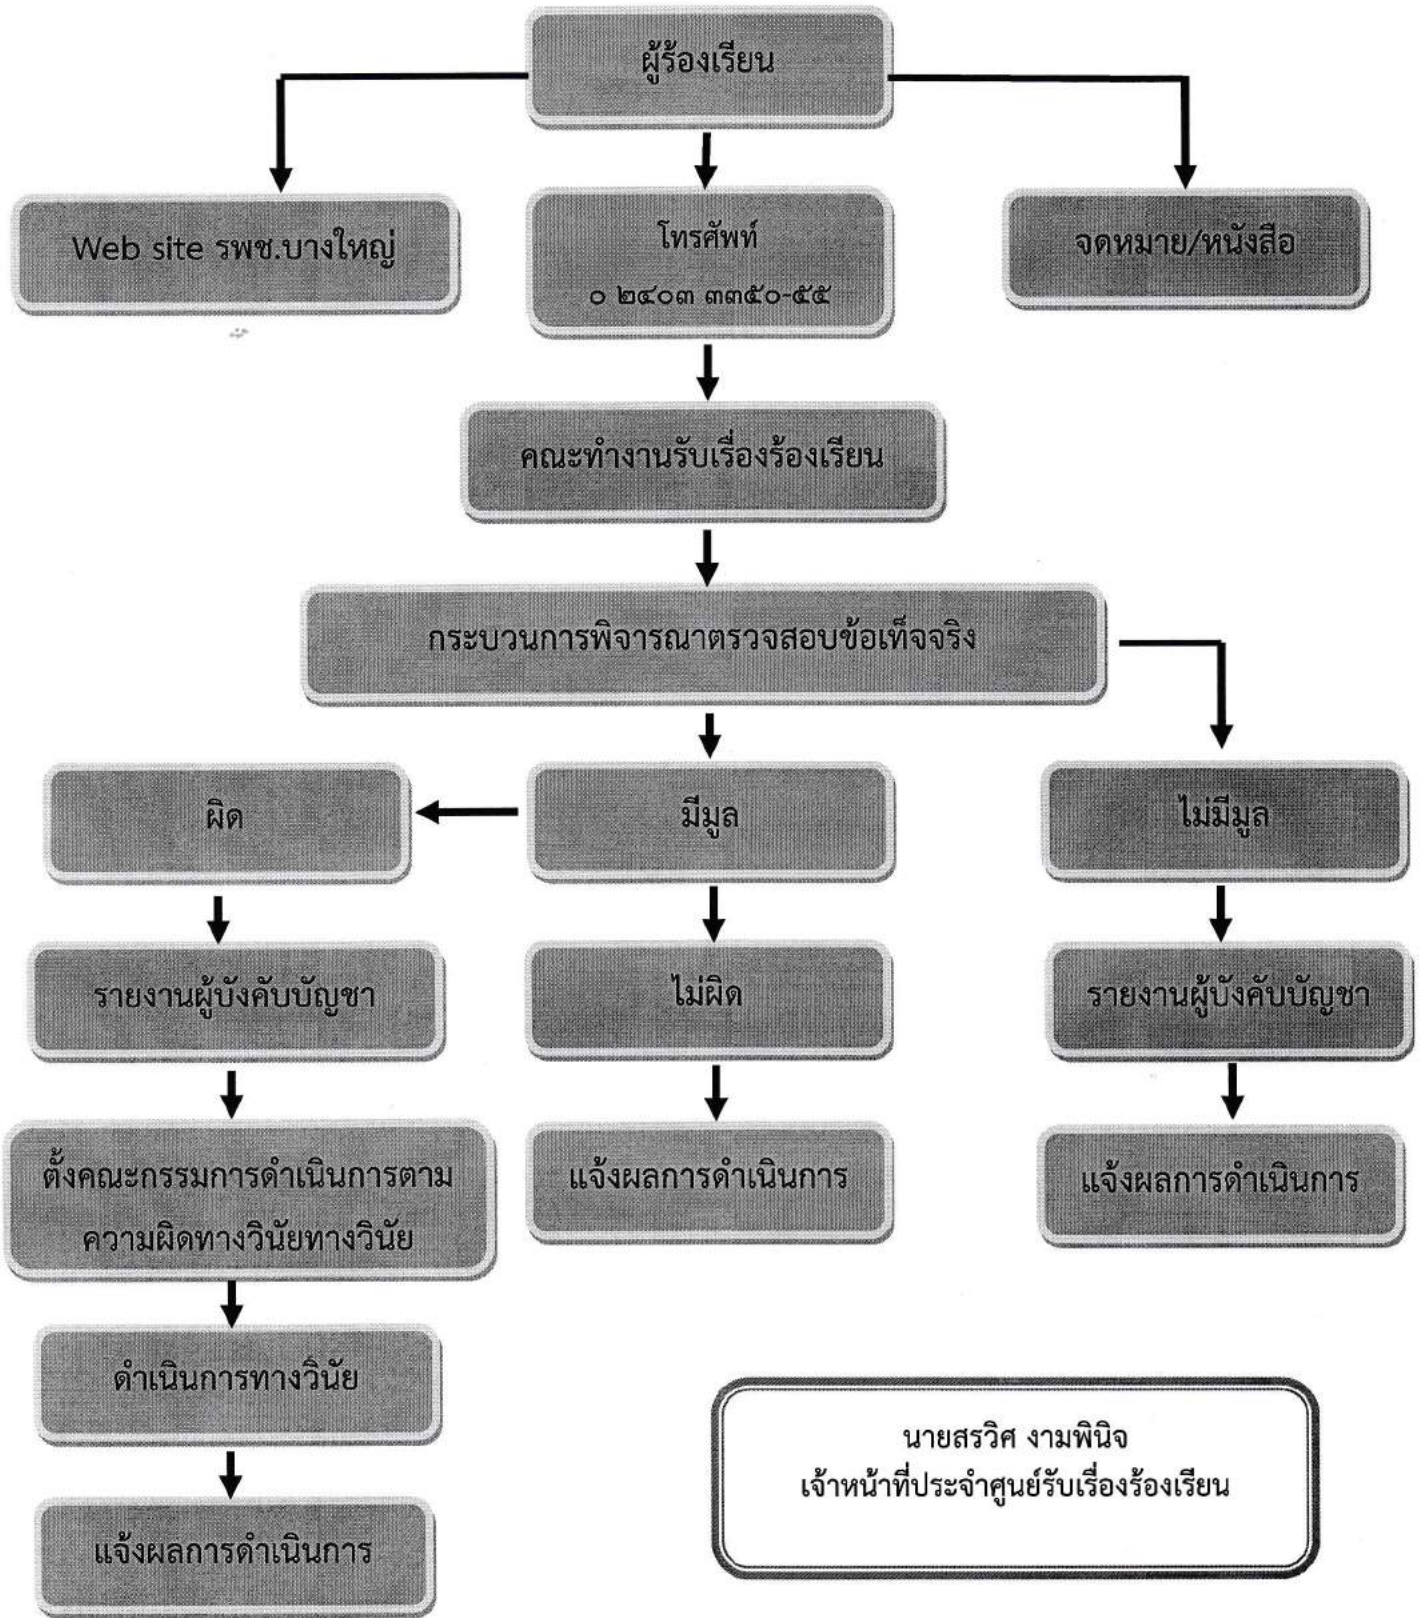 ผู้ร้องเรียน
Web site รพช.บางใหญ่
โทรศัพท์
๐ ๒๔๐๓ ๓๓๕๐-๕๕
จดหมาย/หนังสือ
คณะทำงานรับเรื่องร้องเรียน
กระบวนการพิจารณาตรวจสอบข้อเท็จจริง
ผิด
มีมูล
ไม่มีมูล
รายงานผู้บังคับบัญชา
ไม่ผิด
รายงานผู้บังคับบัญชา
ตั้งคณะกรรมการดำเนินการตาม
ความผิดทางวินัยทางวินัย
แจ้งผลการดำเนินการ
แจ้งผลการดำเนินการ
ดำเนินการทางวินัย
แจ้งผลการดำเนินการ
นายสรวิศ งามพินิจ
เจ้าหน้าที่ประจำศูนย์รับเรื่องร้องเรียน